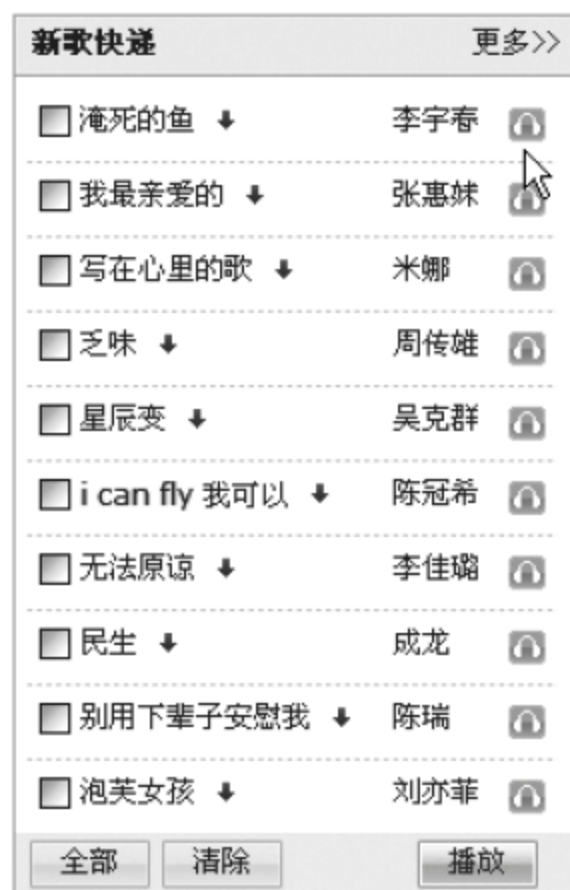 新歌快递 更多>>
淹死的鱼 李宇春
我最亲爱的 张惠妹
写在心里的歌 米娜
乏味 周传雄
星辰变 吴克群
i can fly 我可以 陈冠希
无法原谅 李佳璐
民生 成龙
别用下辈子安慰我 陈瑞
泡芙女孩 刘亦菲
全部 清除 播放